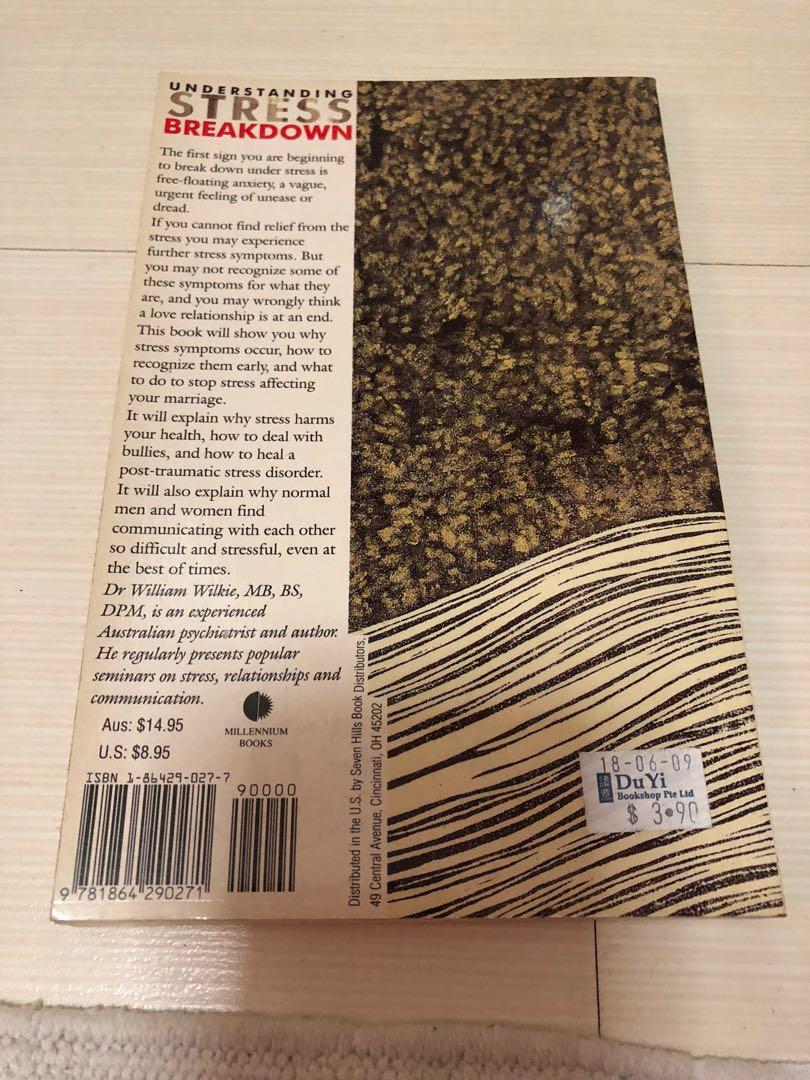 UNDERSTANDING
STRESS
BREAKDOWN
The first sign you are beginning
to break down under stress is
free-floating anxiety, a vague,
urgent feeling of unease or
dread.
If you cannot find relief from the
stress you may experience
further stress symptoms. But
you may not recognize some of
these symptoms for what they
are, and you may wrongly think
a love relationship is at an end.
This book will show you why
stress symptoms occur, how to
recognize them early, and what
to do to stop stress affecting
your marriage.
It will explain why stress harms
your health, how to deal with
bullies, and how to heal a
post-traumatic stress disorder.
It will also explain why normal
men and women find
communicating with each other
so difficult and stressful, even at
the best of times.
Dr William Wilkie, MB, BS,
DPM, is an experienced
Australian psychiatrist and author.
He regularly presents popular
seminars on stress, relationships and
communication.
Aus: $14.95
U.S: $8.95
MILLENNIUM
BOOKS
ISBN 1-86429-027-7
90000
9 781864 290271
Distributed in the U.S. by Seven Hills Book Distributors,
49 Central Avenue, Cincinnati, OH 45202
18-06-09
DuYi
Bookshop Pte Ltd
$ 3•90